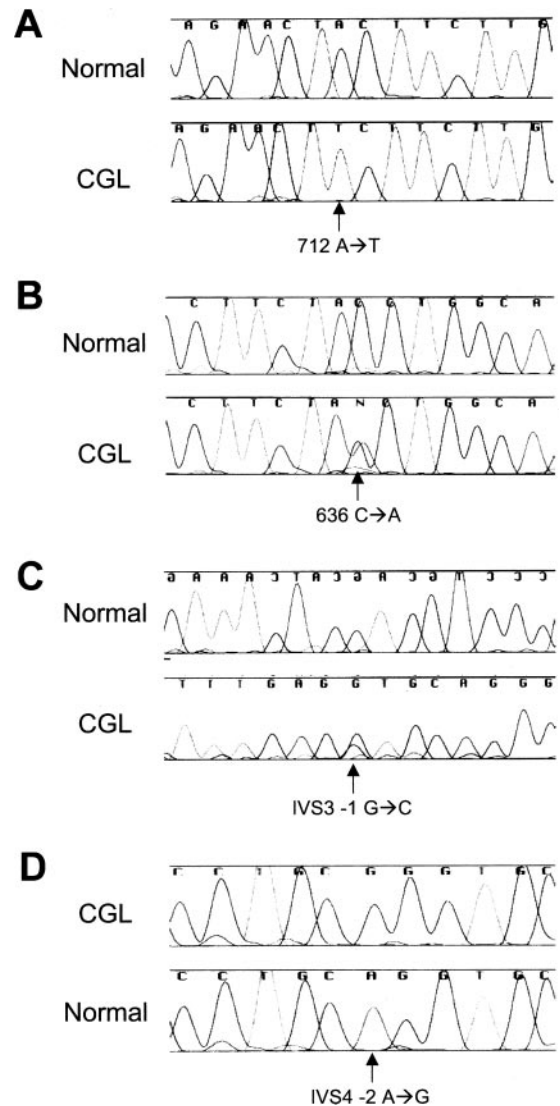 A
A G A A C T A C T T C T T G
Normal
CGL
712 A→T
B
C T T C T A G G T G G C A
Normal
C T T C T A N G T G G C A
CGL
636 C→A
C
Normal
T T T G A G G T G C A G G G
CGL
IVS3 -1 G→C
D
C C T G C G G G T G C
CGL
C C T G C A G G T G C
Normal
IVS4 -2 A→G